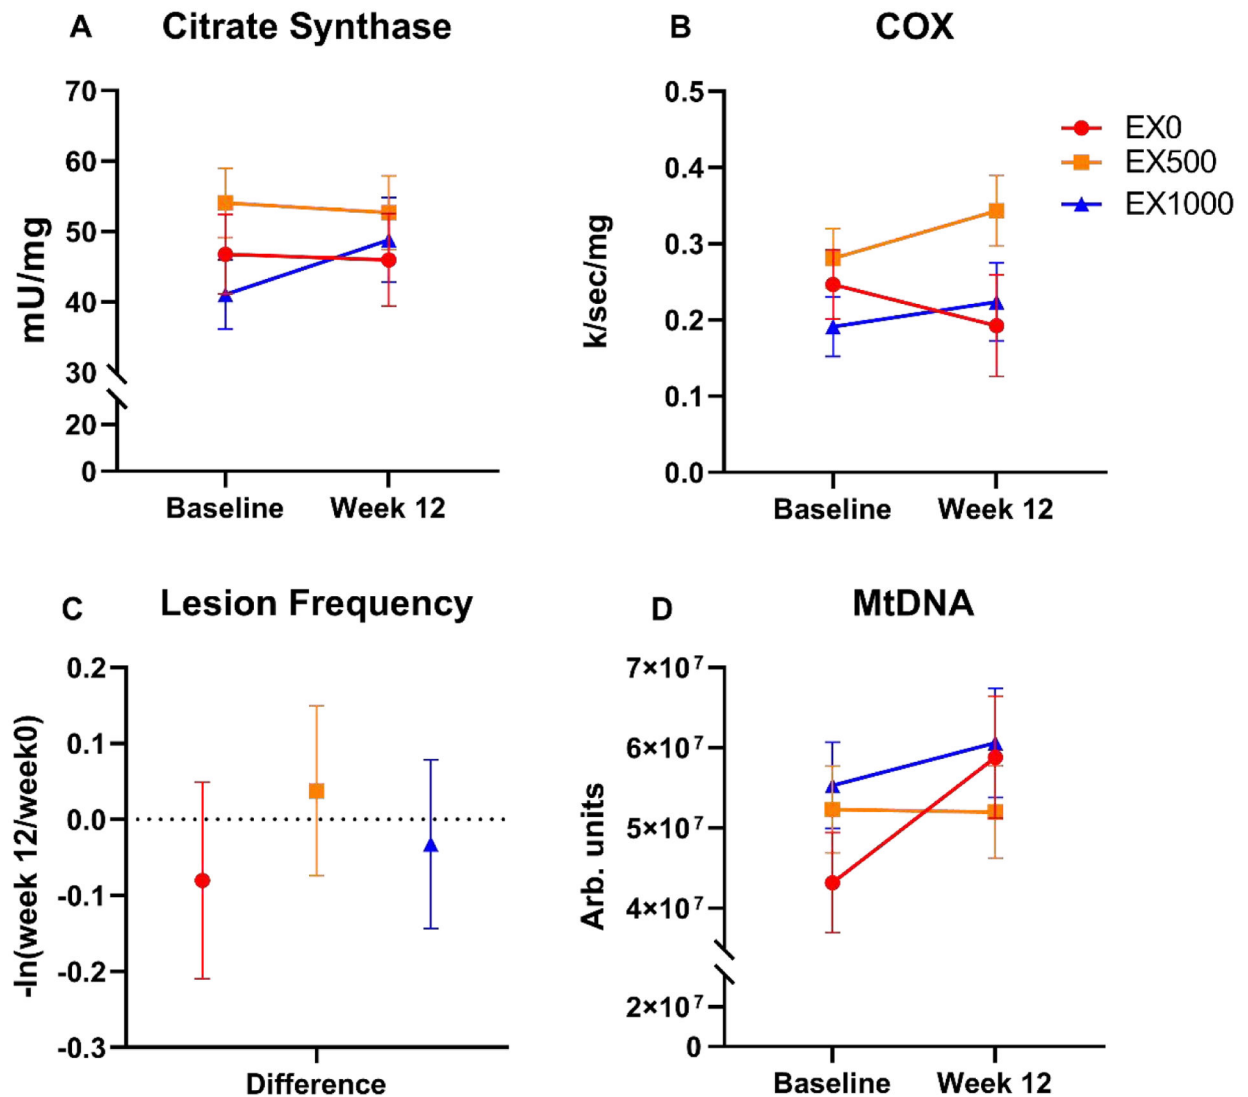 A Citrate Synthase
70
60
50
40
30
20
0
mU/mg
Baseline Week 12
B COX
0.5
0.4
0.3
0.2
0.1
0.0
k/sec/mg
Baseline Week 12
EX0
EX500
EX1000
C Lesion Frequency
0.2
0.1
0.0
-0.1
-0.2
-0.3
-ln(week 12/week0)
Difference
D MtDNA
7×10⁷
6×10⁷
5×10⁷
4×10⁷
2×10⁷
0
Arb. units
Baseline Week 12